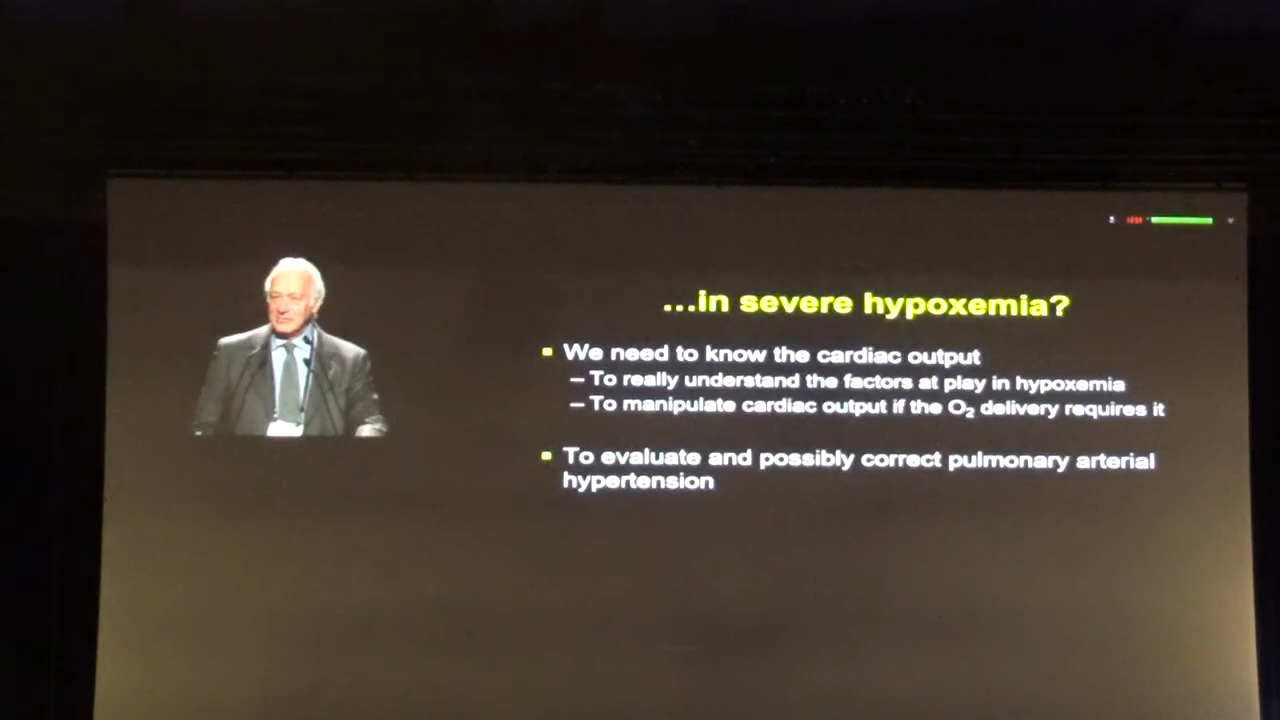 ...in severe hypoxemia?
We need to know the cardiac output
– To really understand the factors at play in hypoxemia
– To manipulate cardiac output if the O₂ delivery requires it
To evaluate and possibly correct pulmonary arterial
hypertension